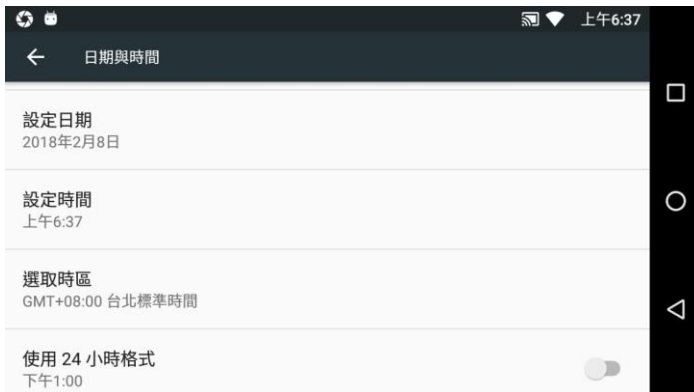 上午6:37
日期與時間
設定日期
2018年2月8日
設定時間
上午6:37
選取時區
GMT+08:00 台北標準時間
使用 24 小時格式
下午1:00